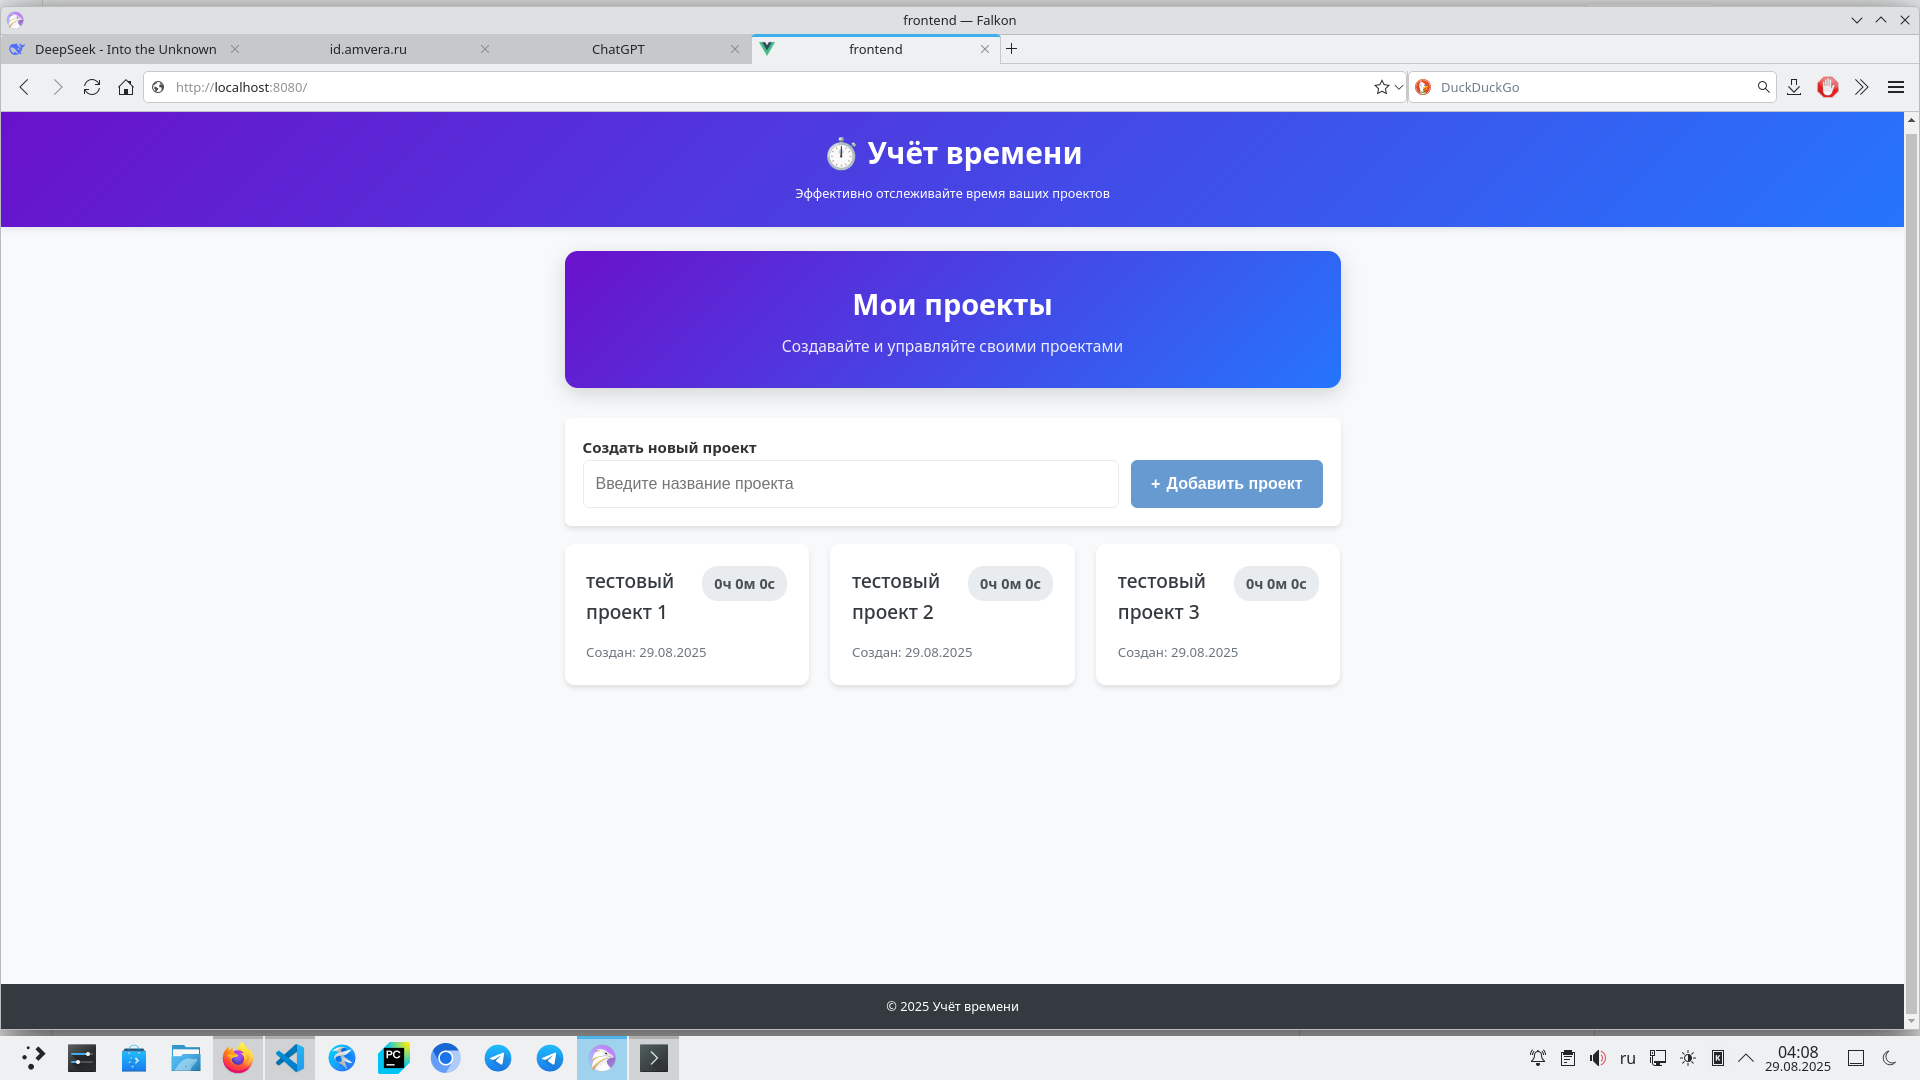 frontend — Falkon
DeepSeek - Into the Unknown
id.amvera.ru
ChatGPT
frontend
http://localhost:8080/
DuckDuckGo
Учёт времени
Эффективно отслеживайте время ваших проектов
Мои проекты
Создавайте и управляйте своими проектами
Создать новый проект
Введите название проекта
+ Добавить проект
тестовый проект 1
0ч 0м 0с
Создан: 29.08.2025
тестовый проект 2
0ч 0м 0с
Создан: 29.08.2025
тестовый проект 3
0ч 0м 0с
Создан: 29.08.2025
© 2025 Учёт времени
PC
ru
04:08
29.08.2025